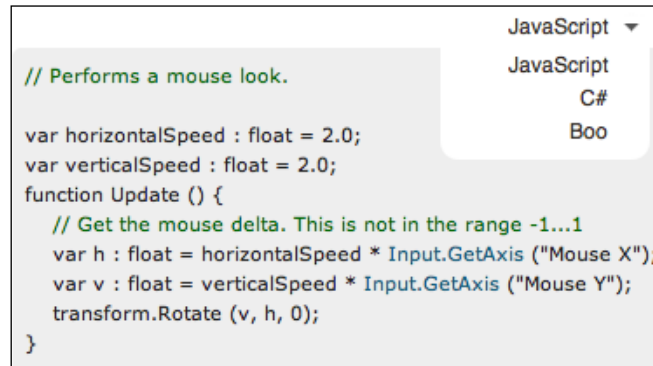 JavaScript
JavaScript
C#
Boo
// Performs a mouse look.
var horizontalSpeed : float = 2.0;
var verticalSpeed : float = 2.0;
function Update () {
// Get the mouse delta. This is not in the range -1...1
var h : float = horizontalSpeed * Input.GetAxis ("Mouse X");
var v : float = verticalSpeed * Input.GetAxis ("Mouse Y");
transform.Rotate (v, h, 0);
}